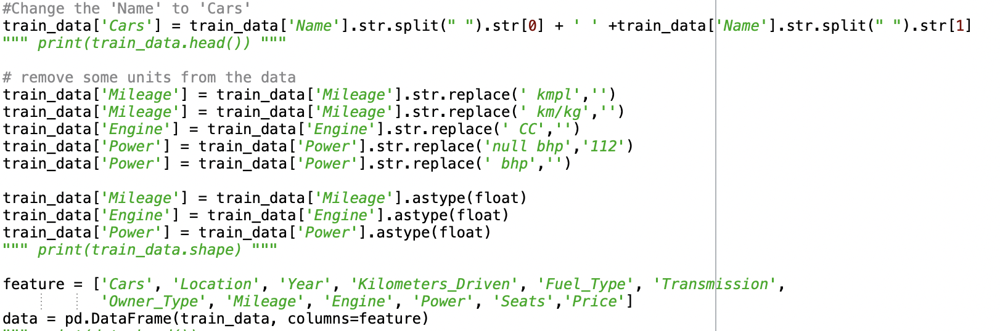 #Change the 'Name' to 'Cars'
train_data['Cars'] = train_data['Name'].str.split(" ").str[0] + ' ' +train_data['Name'].str.split(" ").str[1]
""" print(train_data.head()) """
# remove some units from the data
train_data['Mileage'] = train_data['Mileage'].str.replace(' kmpl','')
train_data['Mileage'] = train_data['Mileage'].str.replace(' km/kg','')
train_data['Engine'] = train_data['Engine'].str.replace(' CC','')
train_data['Power'] = train_data['Power'].str.replace('null bhp','112')
train_data['Power'] = train_data['Power'].str.replace(' bhp','')
train_data['Mileage'] = train_data['Mileage'].astype(float)
train_data['Engine'] = train_data['Engine'].astype(float)
train_data['Power'] = train_data['Power'].astype(float)
""" print(train_data.shape) """
feature = ['Cars', 'Location', 'Year', 'Kilometers_Driven', 'Fuel_Type', 'Transmission',
'Owner_Type', 'Mileage', 'Engine', 'Power', 'Seats','Price']
data = pd.DataFrame(train_data, columns=feature)